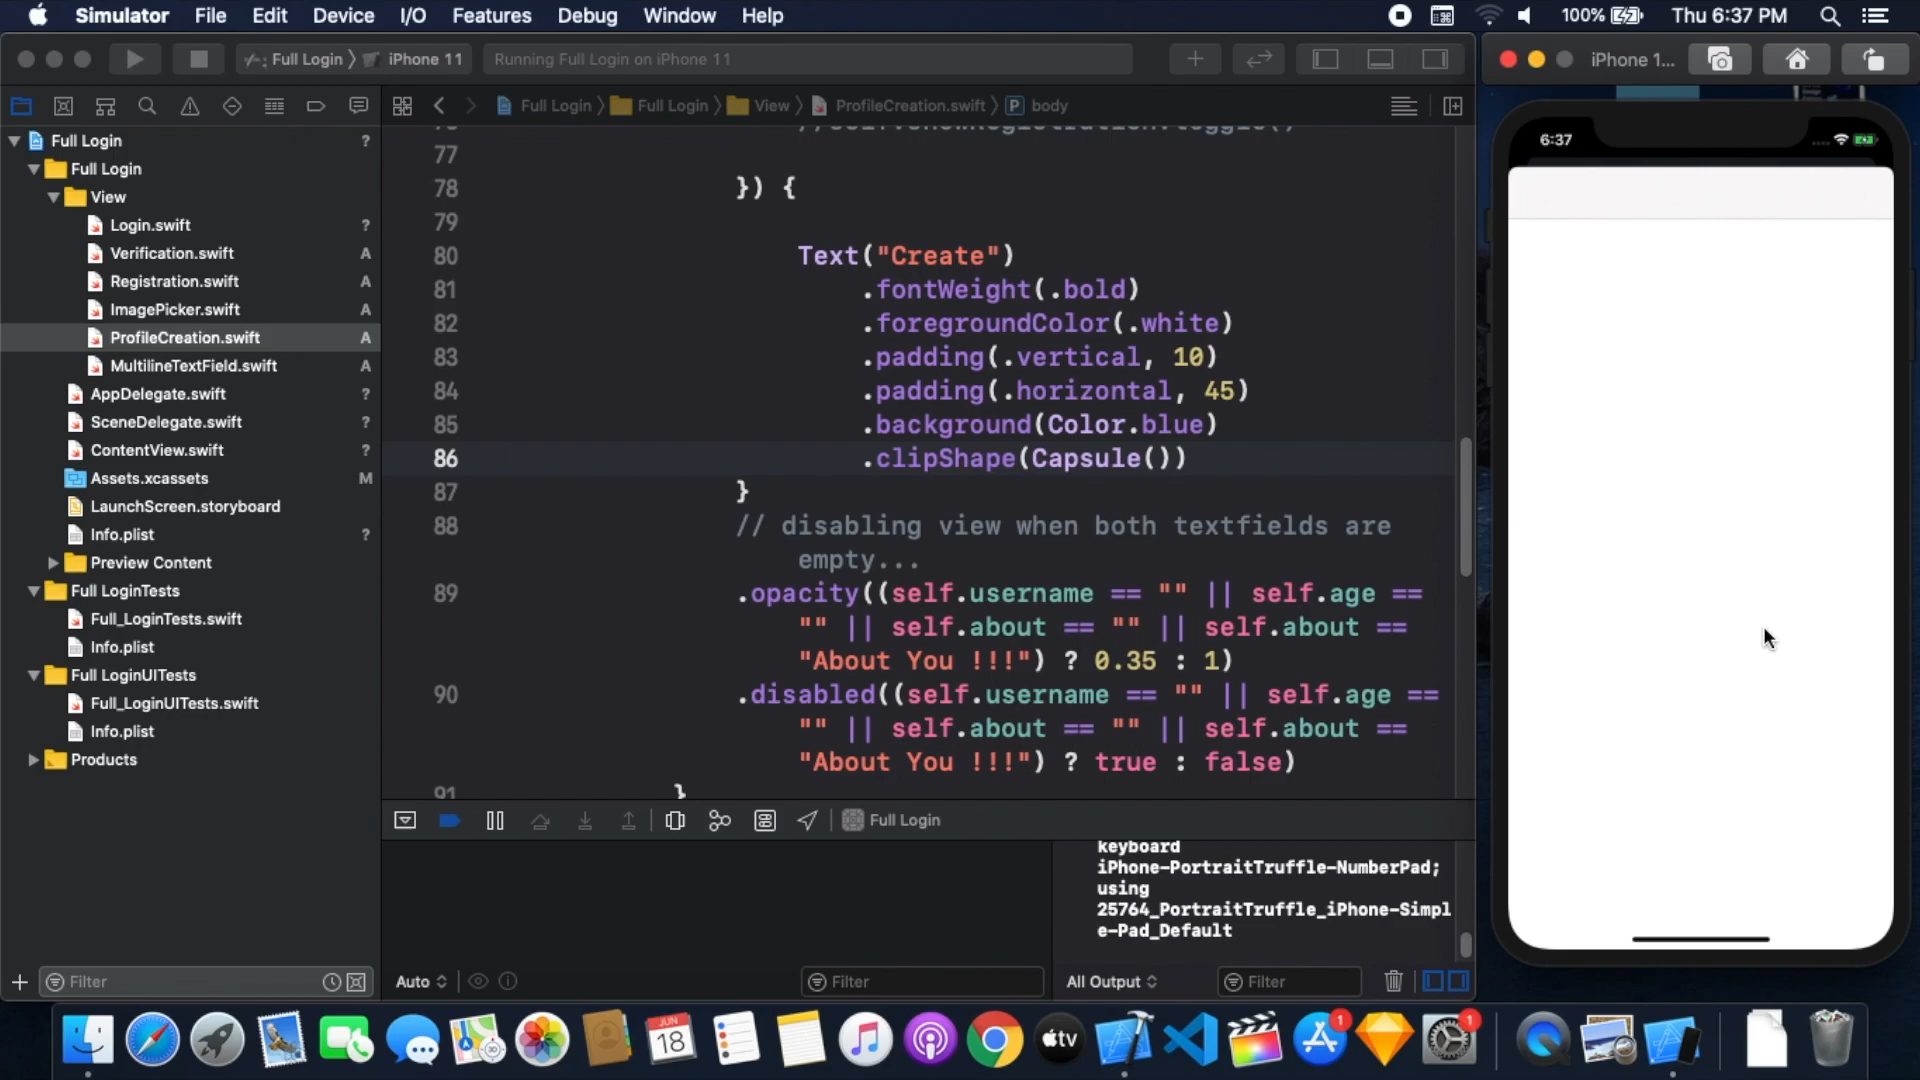 Simulator File Edit Device I/O Features Debug Window Help 100% Thu 6:37 PM
Full Login iPhone 11 Running Full Login on iPhone 11 iPhone 1...
Full Login Full Login View ProfileCreation.swift P body
Full Login ?
Full Login
View
Login.swift ?
Verification.swift A
Registration.swift A
ImagePicker.swift A
ProfileCreation.swift A
MultilineTextField.swift A
AppDelegate.swift ?
SceneDelegate.swift ?
ContentView.swift ?
Assets.xcassets M
LaunchScreen.storyboard
Info.plist ?
Preview Content
Full LoginTests
Full_LoginTests.swift
Info.plist
Full LoginUITests
Full_LoginUITests.swift
Info.plist
Products
Filter
77
78 }) {
79
80 Text("Create")
81 .fontWeight(.bold)
82 .foregroundColor(.white)
83 .padding(.vertical, 10)
84 .padding(.horizontal, 45)
85 .background(Color.blue)
86 .clipShape(Capsule())
87 }
88 // disabling view when both textfields are
empty...
89 .opacity((self.username == "" || self.age ==
"" || self.about == "" || self.about ==
"About You !!!") ? 0.35 : 1)
90 .disabled((self.username == "" || self.age ==
"" || self.about == "" || self.about ==
"About You !!!") ? true : false)
91 }
Full Login
keyboard
iPhone-PortraitTruffle-NumberPad;
using
25764_PortraitTruffle_iPhone-Simpl
e-Pad_Default
Auto Filter All Output Filter
6:37
JUN
18
tv
1
1